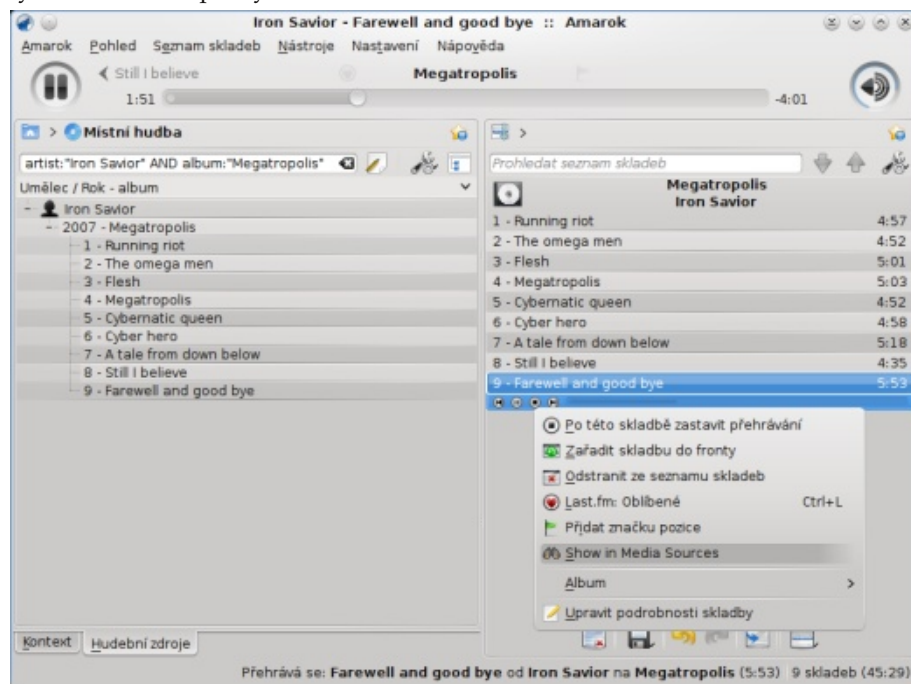 Iron Savior - Farewell and good bye :: Amarok
Amarok Pohled Seznam skladeb Nástroje Nastavení Nápověda
Still I believe Megatropolis
1:51 -4:01
> Místní hudba >
artist:"Iron Savior" AND album:"Megatropolis" Prohledat seznam skladeb
Umělec / Rok - album
Iron Savior
2007 - Megatropolis
1 - Running riot
2 - The omega men
3 - Flesh
4 - Megatropolis
5 - Cybernatic queen
6 - Cyber hero
7 - A tale from down below
8 - Still I believe
9 - Farewell and good bye
Megatropolis
Iron Savior
1 - Running riot 4:57
2 - The omega men 4:52
3 - Flesh 5:01
4 - Megatropolis 5:03
5 - Cybernatic queen 4:52
6 - Cyber hero 4:58
7 - A tale from down below 5:18
8 - Still I believe 4:35
9 - Farewell and good bye 5:53
Po této skladbě zastavit přehrávání
Zařadit skladbu do fronty
Odstranit ze seznamu skladeb
Last.fm: Oblíbené Ctrl+L
Přidat značku pozice
Show in Media Sources
Album >
Upravit podrobnosti skladby
Kontext Hudební zdroje
Přehrává se: Farewell and good bye od Iron Savior na Megatropolis (5:53) 9 skladeb (45:29)